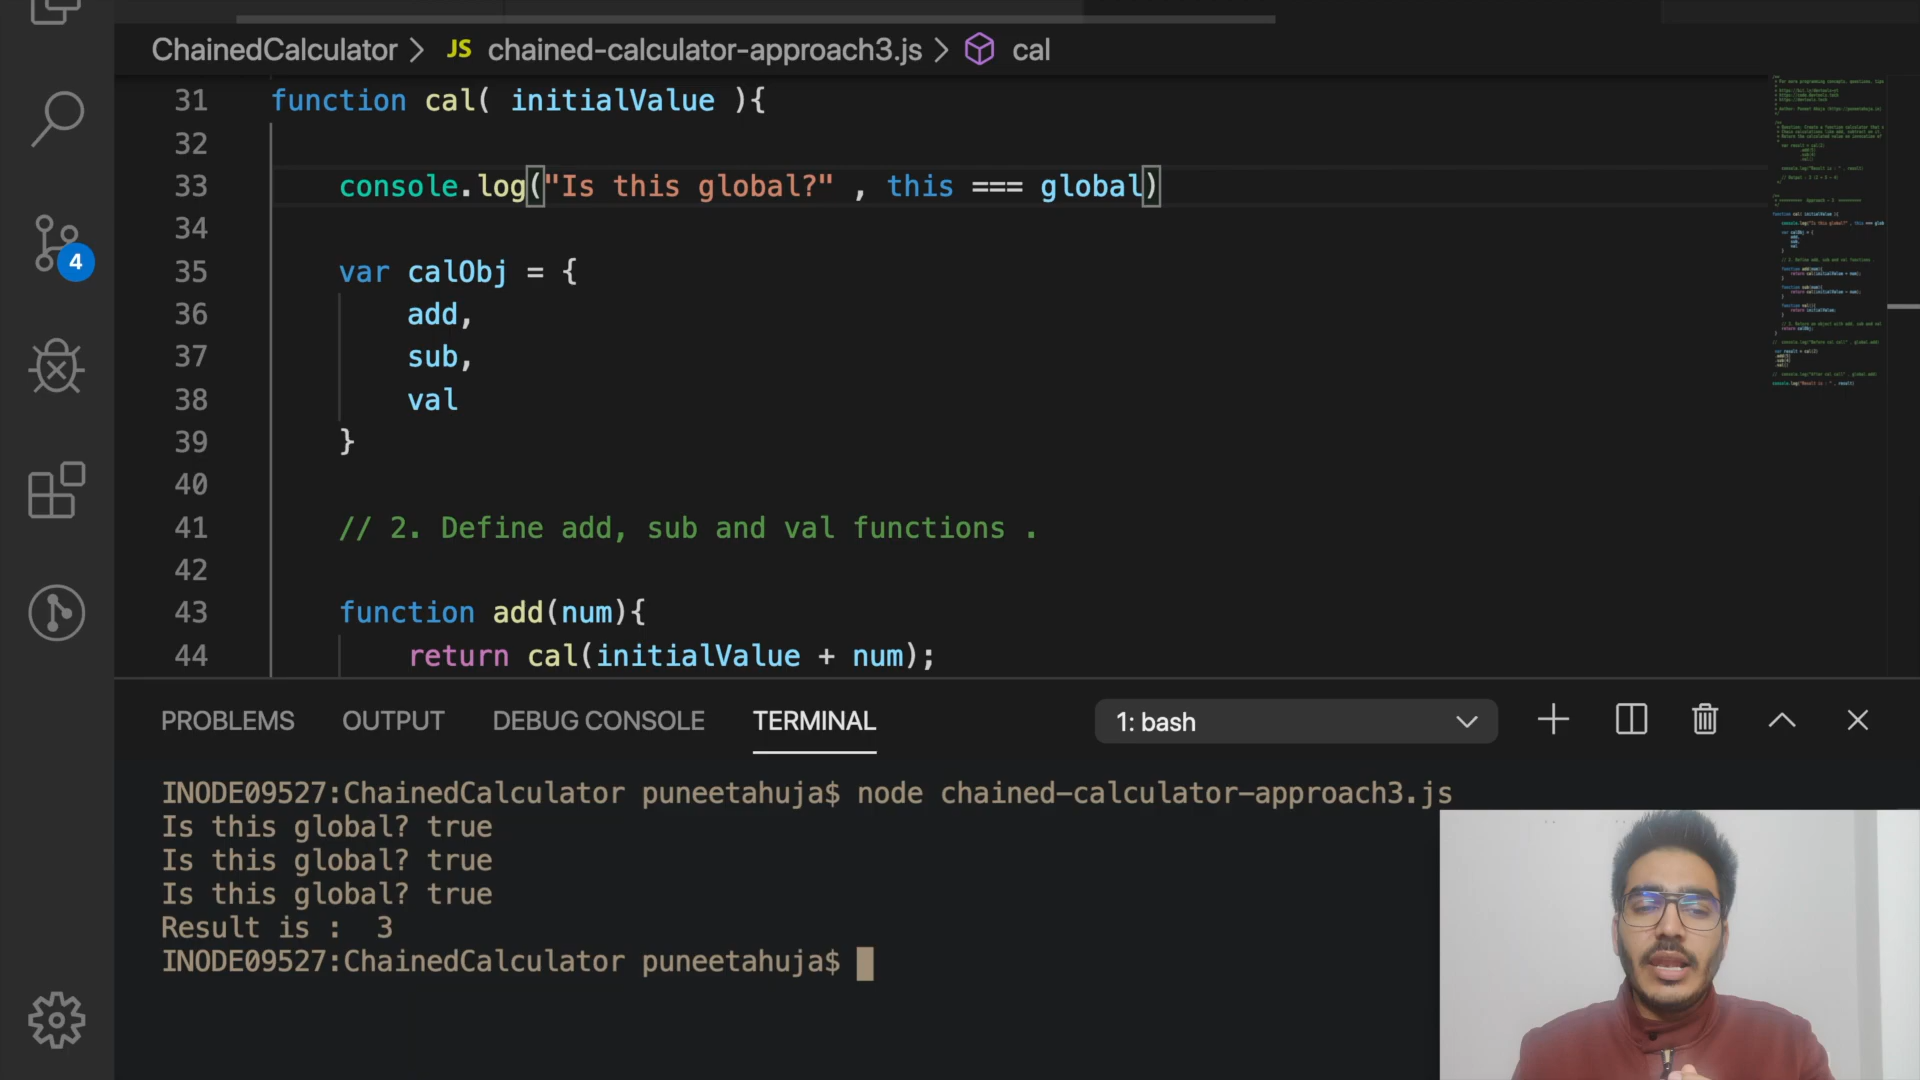 ChainedCalculator > JS chained-calculator-approach3.js > cal
31 function cal( initialValue ){
32
33 console.log("Is this global?" , this === global)
34
35 var calObj = {
36 add,
37 sub,
38 val
39 }
40
41 // 2. Define add, sub and val functions .
42
43 function add(num){
44 return cal(initialValue + num);
4
PROBLEMS OUTPUT DEBUG CONSOLE TERMINAL 1: bash
INODE09527:ChainedCalculator puneetahuja$ node chained-calculator-approach3.js
Is this global? true
Is this global? true
Is this global? true
Result is :  3
INODE09527:ChainedCalculator puneetahuja$